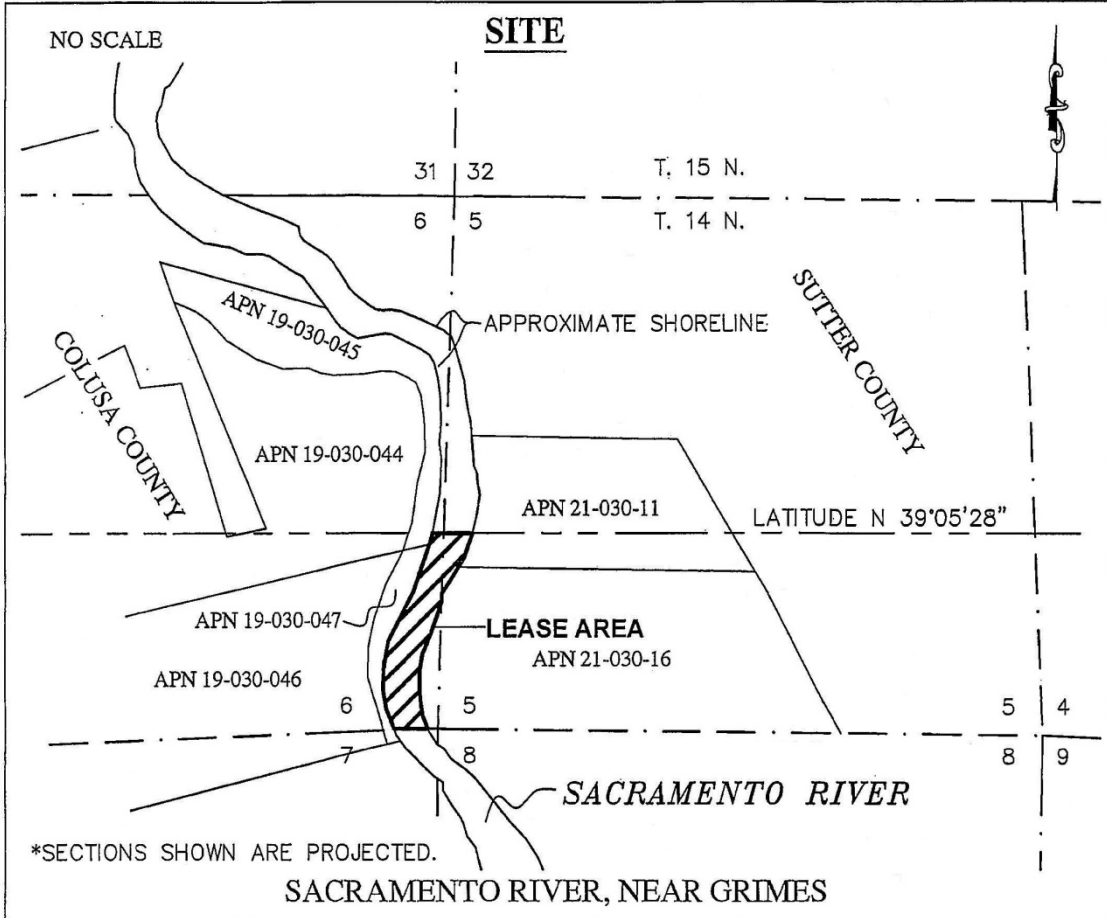 SITE
NO SCALE
31 32
T. 15 N.
6 5
T. 14 N.
SUTTER COUNTY
APN 19-030-045
APPROXIMATE SHORELINE
COLUSA COUNTY
APN 19-030-044
APN 21-030-11
LATITUDE N 39°05'28"
APN 19-030-047
LEASE AREA
APN 21-030-16
APN 19-030-046
6 5
5 4
7 8
8 9
SACRAMENTO RIVER
*SECTIONS SHOWN ARE PROJECTED.
SACRAMENTO RIVER, NEAR GRIMES